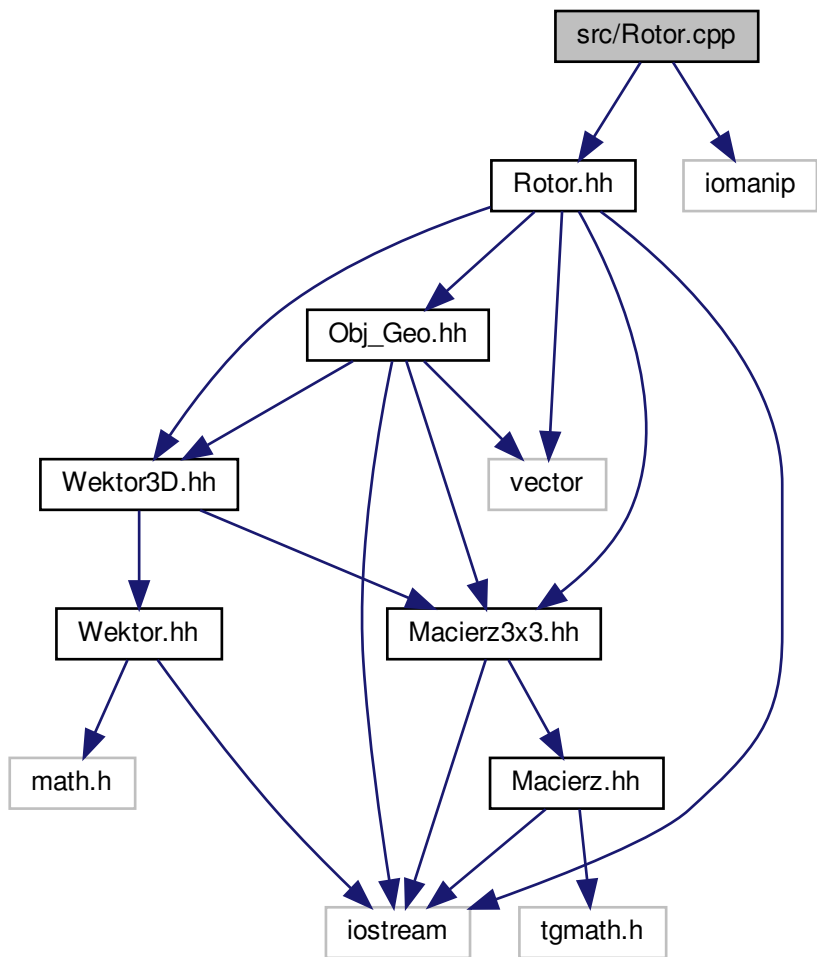 src/Rotor.cpp
Rotor.hh
iomanip
Obj_Geo.hh
Wektor3D.hh
vector
Wektor.hh
Macierz3x3.hh
math.h
Macierz.hh
iostream
tgmath.h